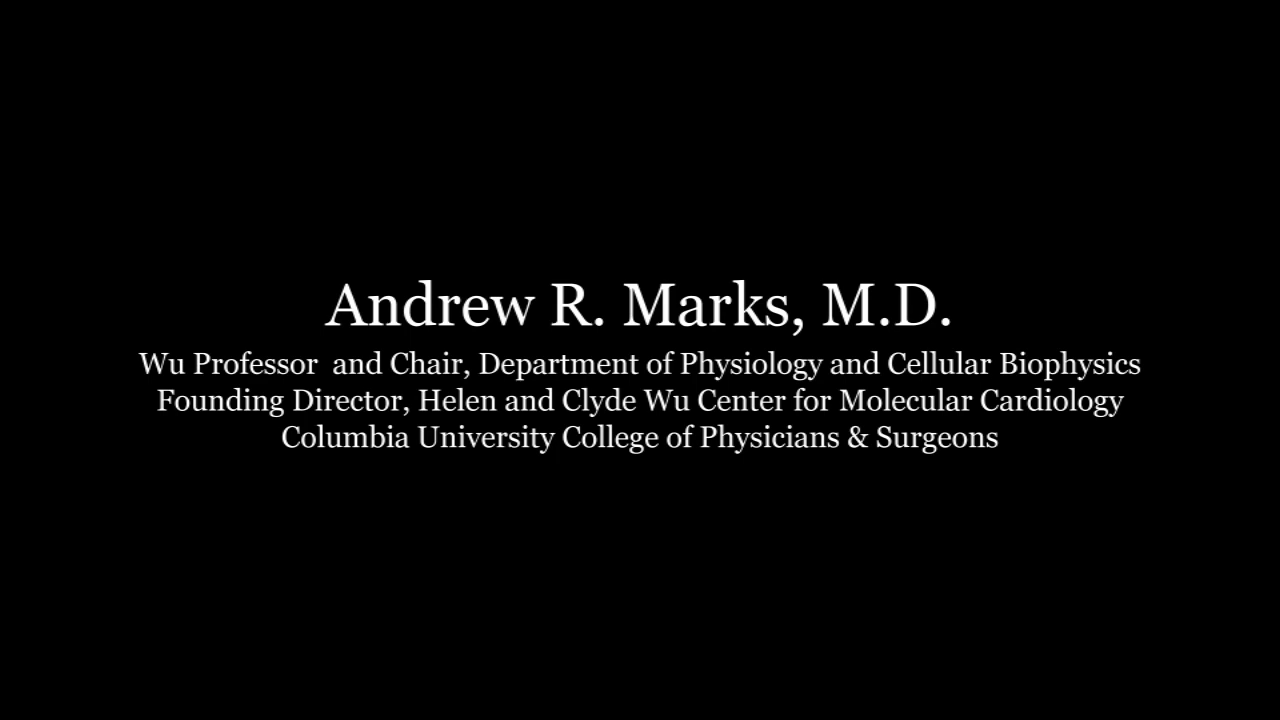 Andrew R. Marks, M.D.
Wu Professor  and Chair, Department of Physiology and Cellular Biophysics
Founding Director, Helen and Clyde Wu Center for Molecular Cardiology
Columbia University College of Physicians & Surgeons